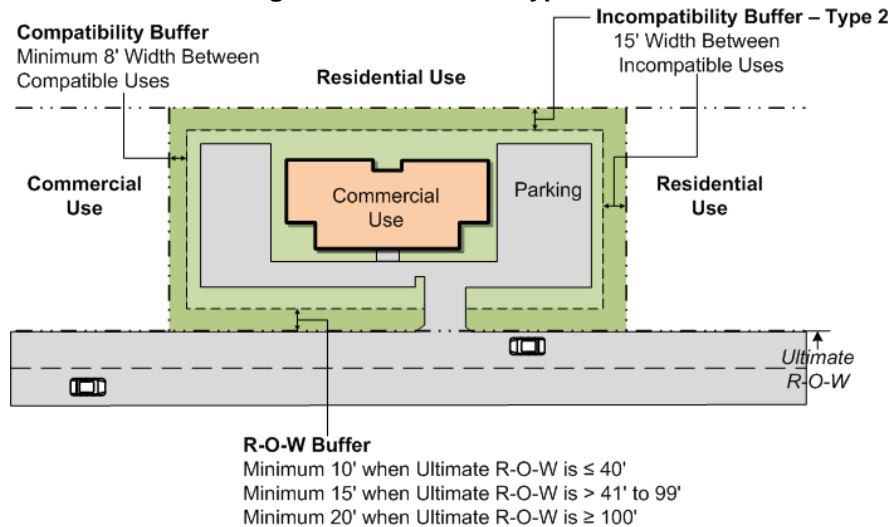 Compatibility Buffer
Minimum 8' Width Between
Compatible Uses
Incompatibility Buffer – Type 2
15' Width Between
Incompatible Uses
Residential Use
Commercial
Use
Commercial
Use
Parking
Residential
Use
Ultimate
R-O-W
R-O-W Buffer
Minimum 10' when Ultimate R-O-W is ≤ 40'
Minimum 15' when Ultimate R-O-W is > 41' to 99'
Minimum 20' when Ultimate R-O-W is ≥ 100'